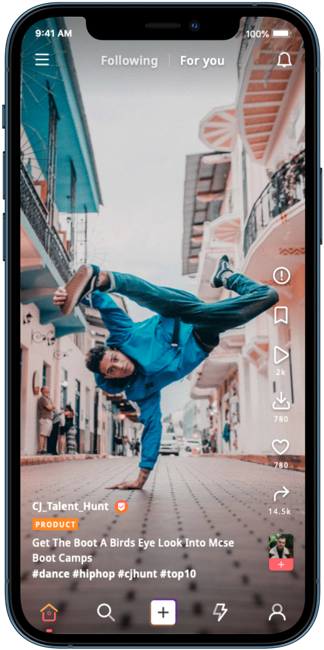 9:41 AM
100%
Following
For you
2k
780
780
14.5k
CJ_Talent_Hunt
PRODUCT
Get The Boot A Birds Eye Look Into Mcse
Boot Camps
#dance #hiphop #cjhunt #top10